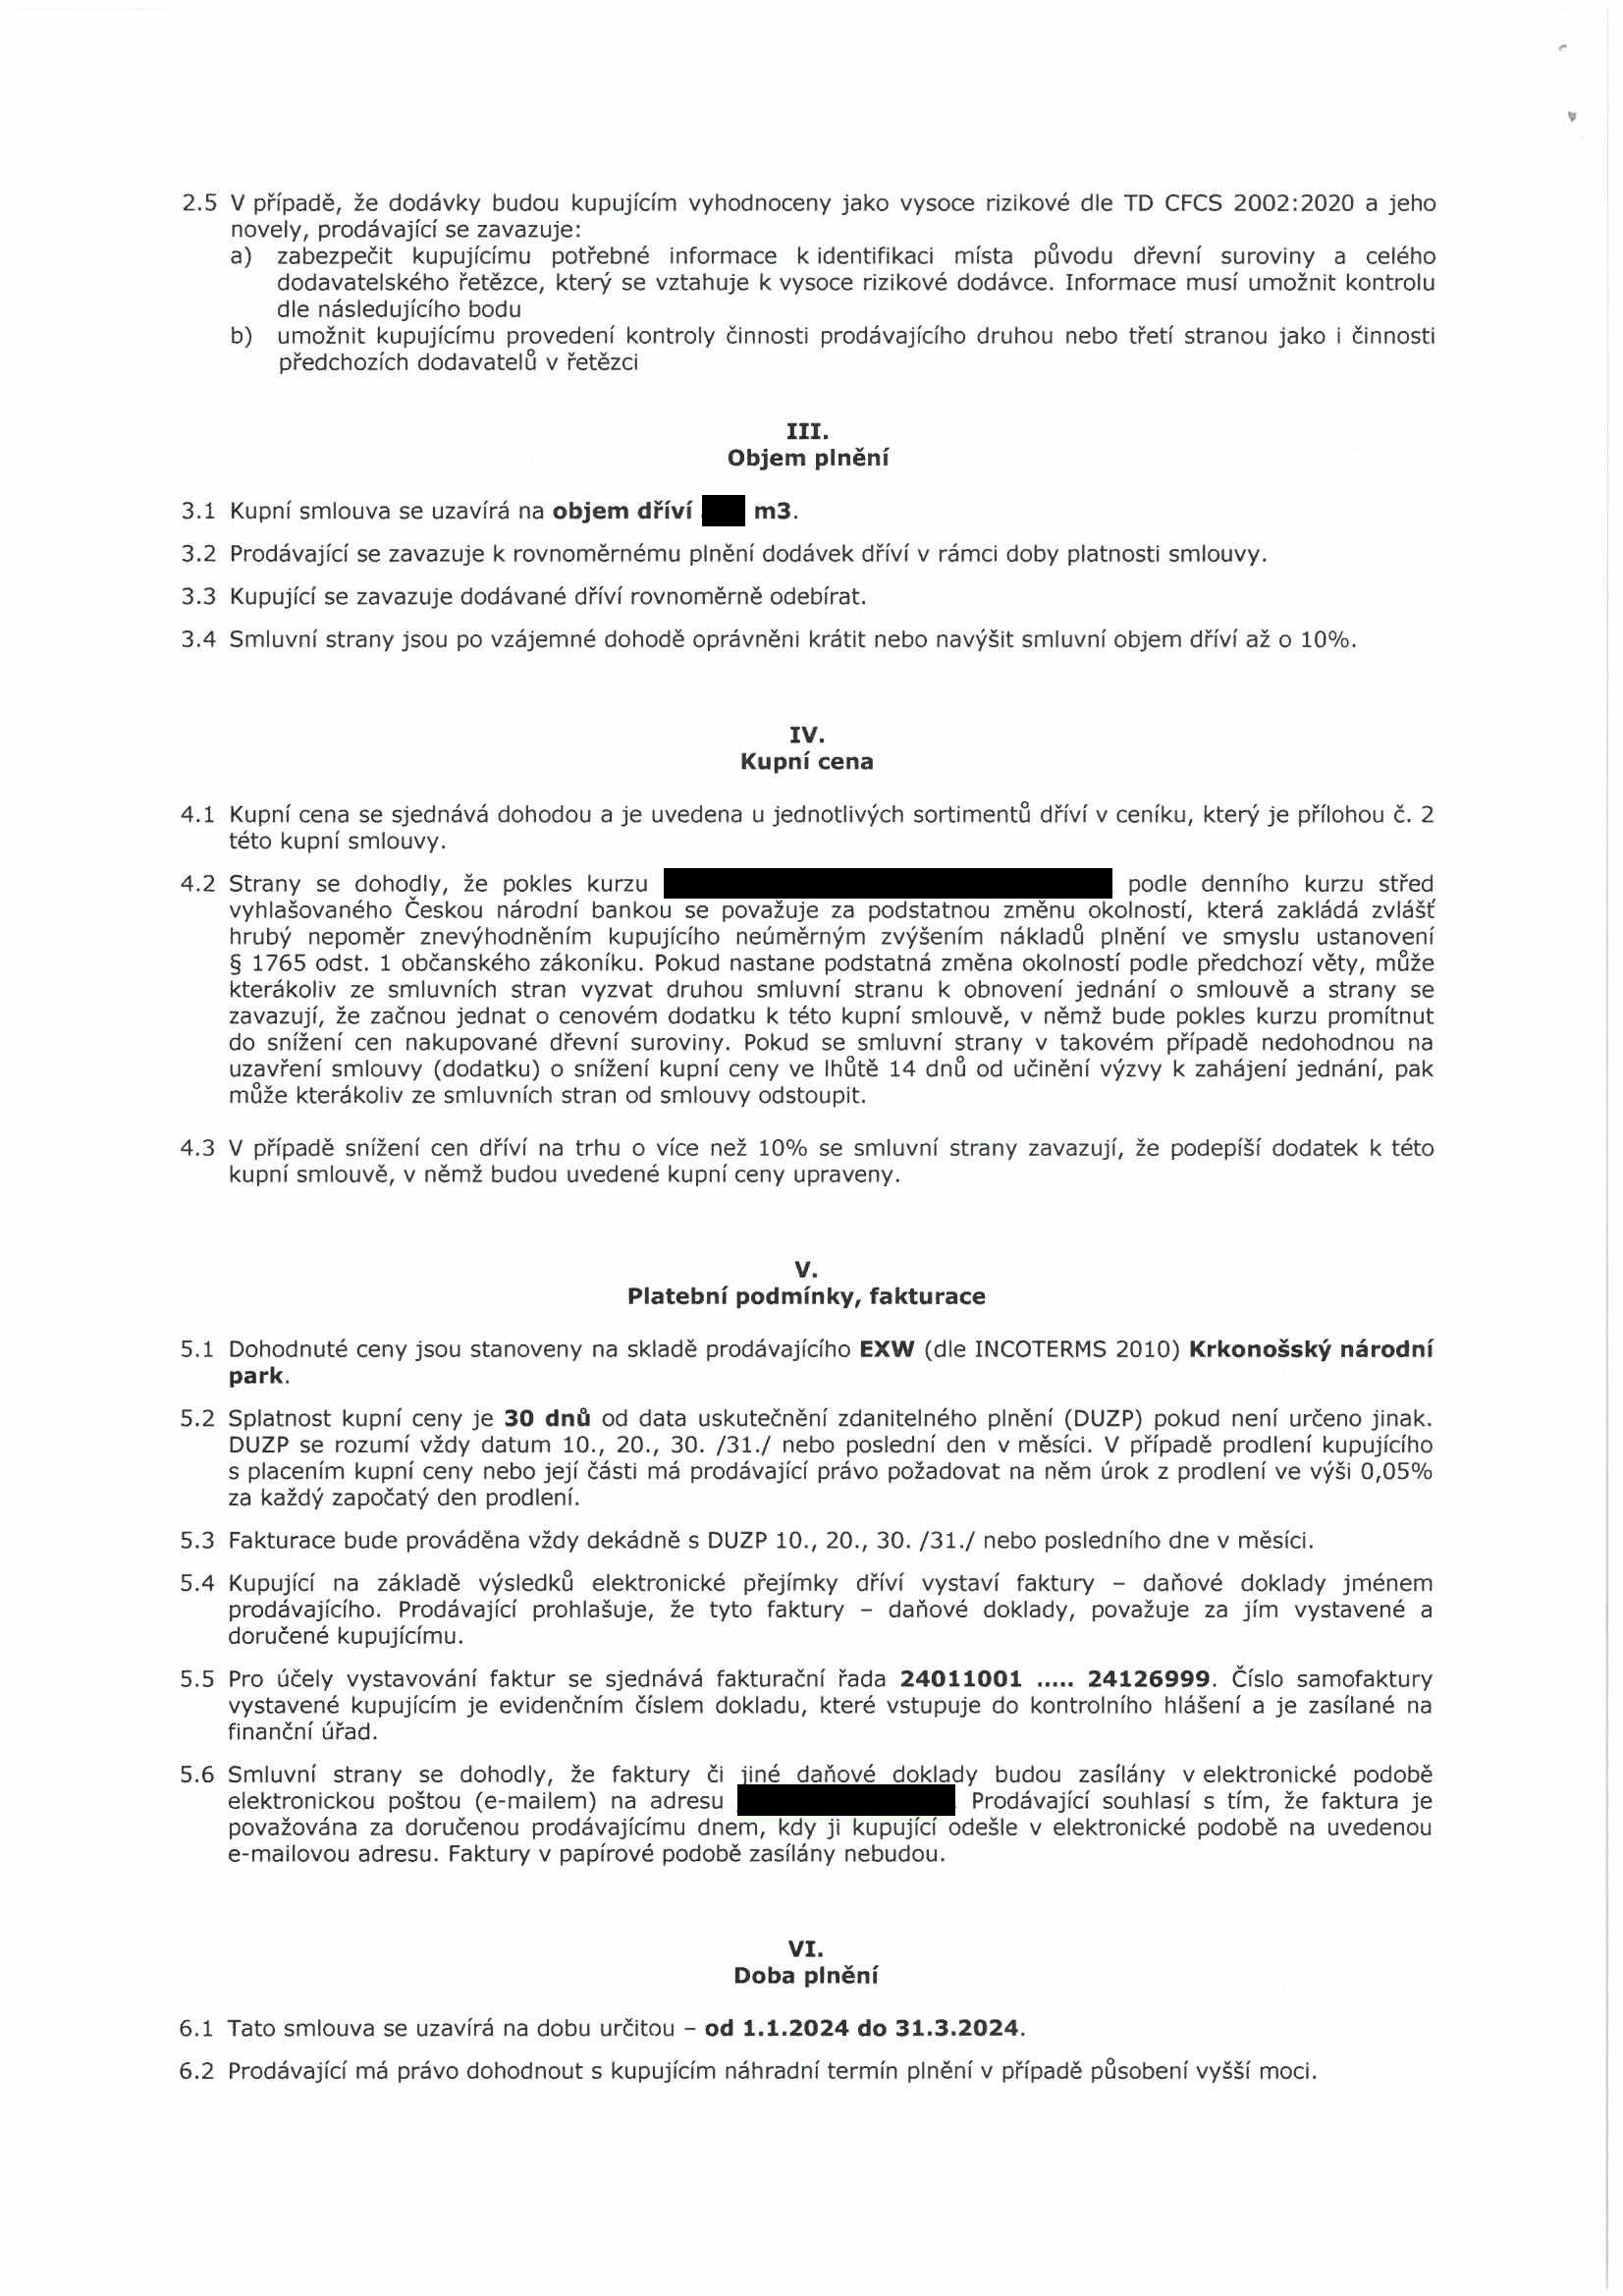 2.5 V případě, že dodávky budou kupujícím vyhodnoceny jako vysoce rizikové dle TD CFCS 2002:2020 a jeho
novely, prodávající se zavazuje:
a) zabezpečit kupujícímu potřebné informace k identifikaci místa původu dřevní suroviny a celého
dodavatelského řetězce, který se vztahuje k vysoce rizikové dodávce. Informace musí umožnit kontrolu
dle následujícího bodu
b) umožnit kupujícímu provedení kontroly činnosti prodávajícího druhou nebo třetí stranou jako i činnosti
předchozích dodavatelů v řetězci
III.
Objem plnění
3.1 Kupní smlouva se uzavírá na objem dříví m3.
3.2 Prodávající se zavazuje k rovnoměrnému plnění dodávek dříví v rámci doby platnosti smlouvy.
3.3 Kupující se zavazuje dodávané dříví rovnoměrně odebírat.
3.4 Smluvní strany jsou po vzájemné dohodě oprávněni krátit nebo navýšit smluvní objem dříví až o 10%.
IV.
Kupní cena
4.1 Kupní cena se sjednává dohodou a je uvedena u jednotlivých sortimentů dříví v ceníku, který je přílohou č. 2
této kupní smlouvy.
4.2 Strany se dohodly, že pokles kurzu podle denního kurzu střed
vyhlašovaného Českou národní bankou se považuje za podstatnou změnu okolností, která zakládá zvlášť
hrubý nepoměr znevýhodněním kupujícího neúměrným zvýšením nákladů plnění ve smyslu ustanovení
§ 1765 odst. 1 občanského zákoníku. Pokud nastane podstatná změna okolností podle předchozí věty, může
kterákoliv ze smluvních stran vyzvat druhou smluvní stranu k obnovení jednání o smlouvě a strany se
zavazují, že začnou jednat o cenovém dodatku k této kupní smlouvě, v němž bude pokles kurzu promítnut
do snížení cen nakupované dřevní suroviny. Pokud se smluvní strany v takovém případě nedohodnou na
uzavření smlouvy (dodatku) o snížení kupní ceny ve lhůtě 14 dnů od učinění výzvy k zahájení jednání, pak
může kterákoliv ze smluvních stran od smlouvy odstoupit.
4.3 V případě snížení cen dříví na trhu o více než 10% se smluvní strany zavazují, že podepíší dodatek k této
kupní smlouvě, v němž budou uvedené kupní ceny upraveny.
V.
Platební podmínky, fakturace
5.1 Dohodnuté ceny jsou stanoveny na skladě prodávajícího EXW (dle INCOTERMS 2010) Krkonošský národní
park.
5.2 Splatnost kupní ceny je 30 dnů od data uskutečnění zdanitelného plnění (DUZP) pokud není určeno jinak.
DUZP se rozumí vždy datum 10., 20., 30. /31./ nebo poslední den v měsíci. V případě prodlení kupujícího
s placením kupní ceny nebo její části má prodávající právo požadovat na něm úrok z prodlení ve výši 0,05%
za každý započatý den prodlení.
5.3 Fakturace bude prováděna vždy dekádně s DUZP 10., 20., 30. /31./ nebo posledního dne v měsíci.
5.4 Kupující na základě výsledků elektronické přejímky dříví vystaví faktury – daňové doklady jménem
prodávajícího. Prodávající prohlašuje, že tyto faktury – daňové doklady, považuje za jím vystavené a
doručené kupujícímu.
5.5 Pro účely vystavování faktur se sjednává fakturační řada 24011001 ..... 24126999. Číslo samofaktury
vystavené kupujícím je evidenčním číslem dokladu, které vstupuje do kontrolního hlášení a je zasílané na
finanční úřad.
5.6 Smluvní strany se dohodly, že faktury či jiné daňové doklady budou zasílány v elektronické podobě
elektronickou poštou (e-mailem) na adresu Prodávající souhlasí s tím, že faktura je
považována za doručenou prodávajícímu dnem, kdy ji kupující odešle v elektronické podobě na uvedenou
e-mailovou adresu. Faktury v papírové podobě zasílány nebudou.
VI.
Doba plnění
6.1 Tato smlouva se uzavírá na dobu určitou – od 1.1.2024 do 31.3.2024.
6.2 Prodávající má právo dohodnout s kupujícím náhradní termín plnění v případě působení vyšší moci.